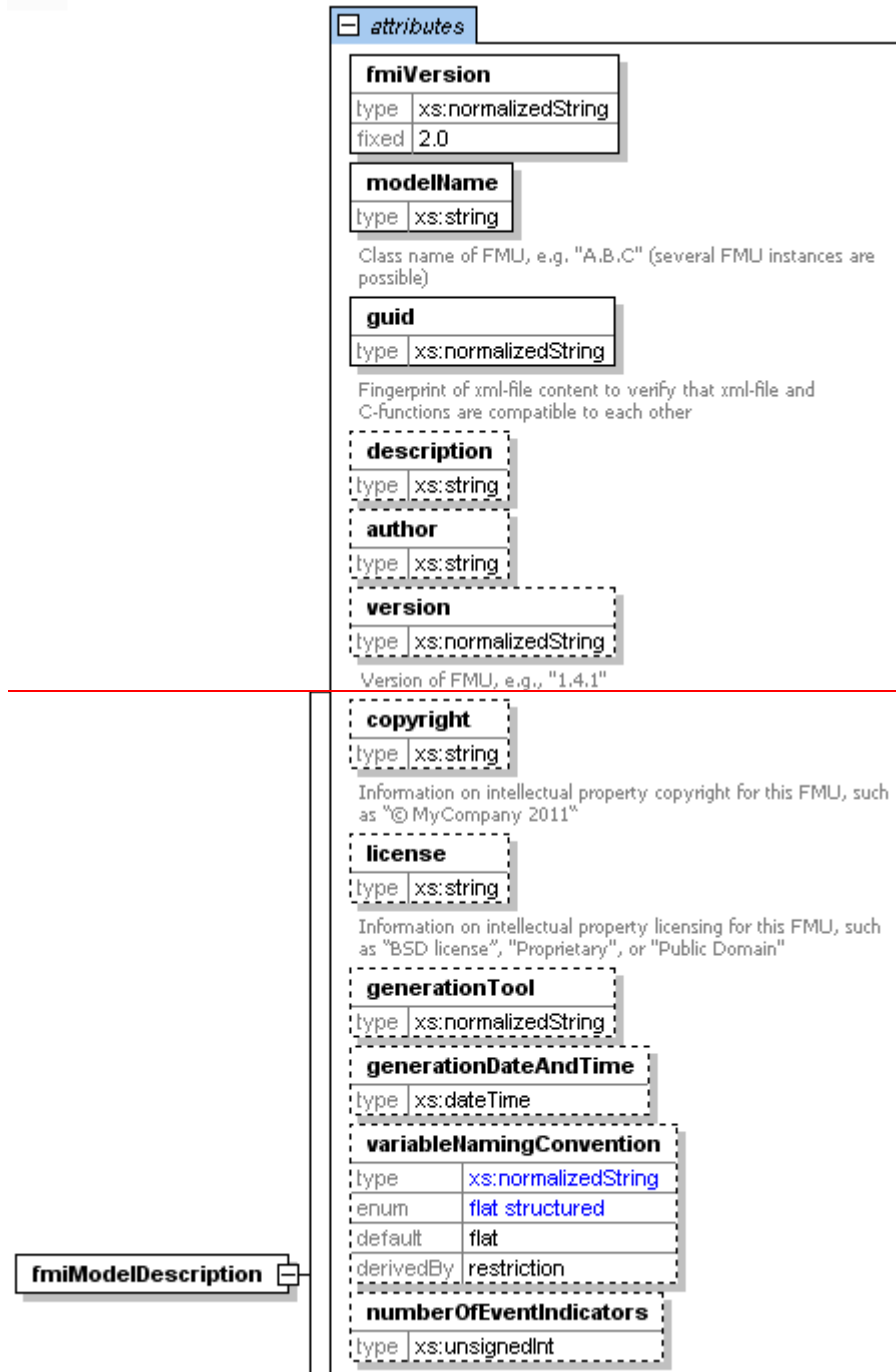 attributes
fmiVersion
type xs:normalizedString
fixed 2.0
modelName
type xs:string
Class name of FMU, e.g. "A.B.C" (several FMU instances are
possible)
guid
type xs:normalizedString
Fingerprint of xml-file content to verify that xml-file and
C-functions are compatible to each other
description
type xs:string
author
type xs:string
version
type xs:normalizedString
Version of FMU, e.g., "1.4.1"
copyright
type xs:string
Information on intellectual property copyright for this FMU, such
as “© MyCompany 2011“
license
type xs:string
Information on intellectual property licensing for this FMU, such
as “BSD license”, "Proprietary", or "Public Domain"
generationTool
type xs:normalizedString
generationDateAndTime
type xs:dateTime
variableNamingConvention
type xs:normalizedString
enum flat structured
default flat
derivedBy restriction
fmiModelDescription
numberOfEventIndicators
type xs:unsignedInt